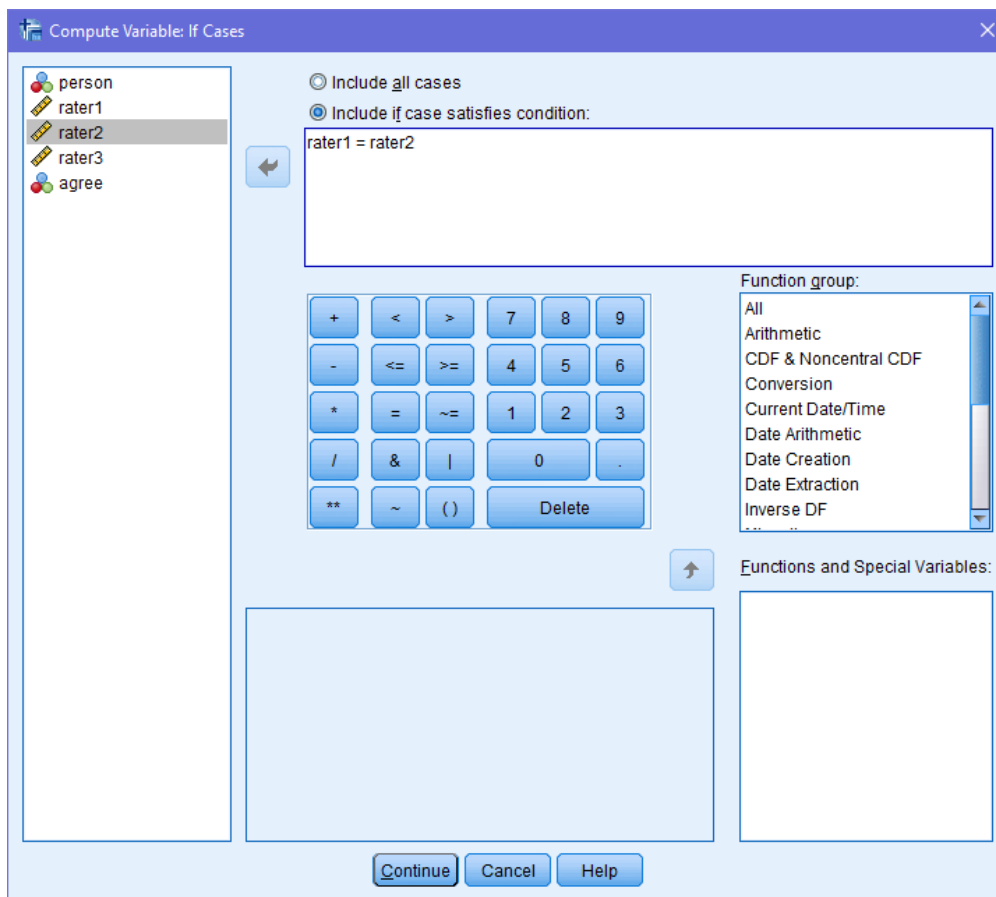 Compute Variable: If Cases
person
rater1
rater2
rater3
agree
Include all cases
Include if case satisfies condition:
rater1 = rater2
+ < > 7 8 9
- <= >= 4 5 6
* = ~= 1 2 3
/ & | 0 .
** ~ ( ) Delete
Function group:
All
Arithmetic
CDF & Noncentral CDF
Conversion
Current Date/Time
Date Arithmetic
Date Creation
Date Extraction
Inverse DF
Functions and Special Variables:
Continue Cancel Help